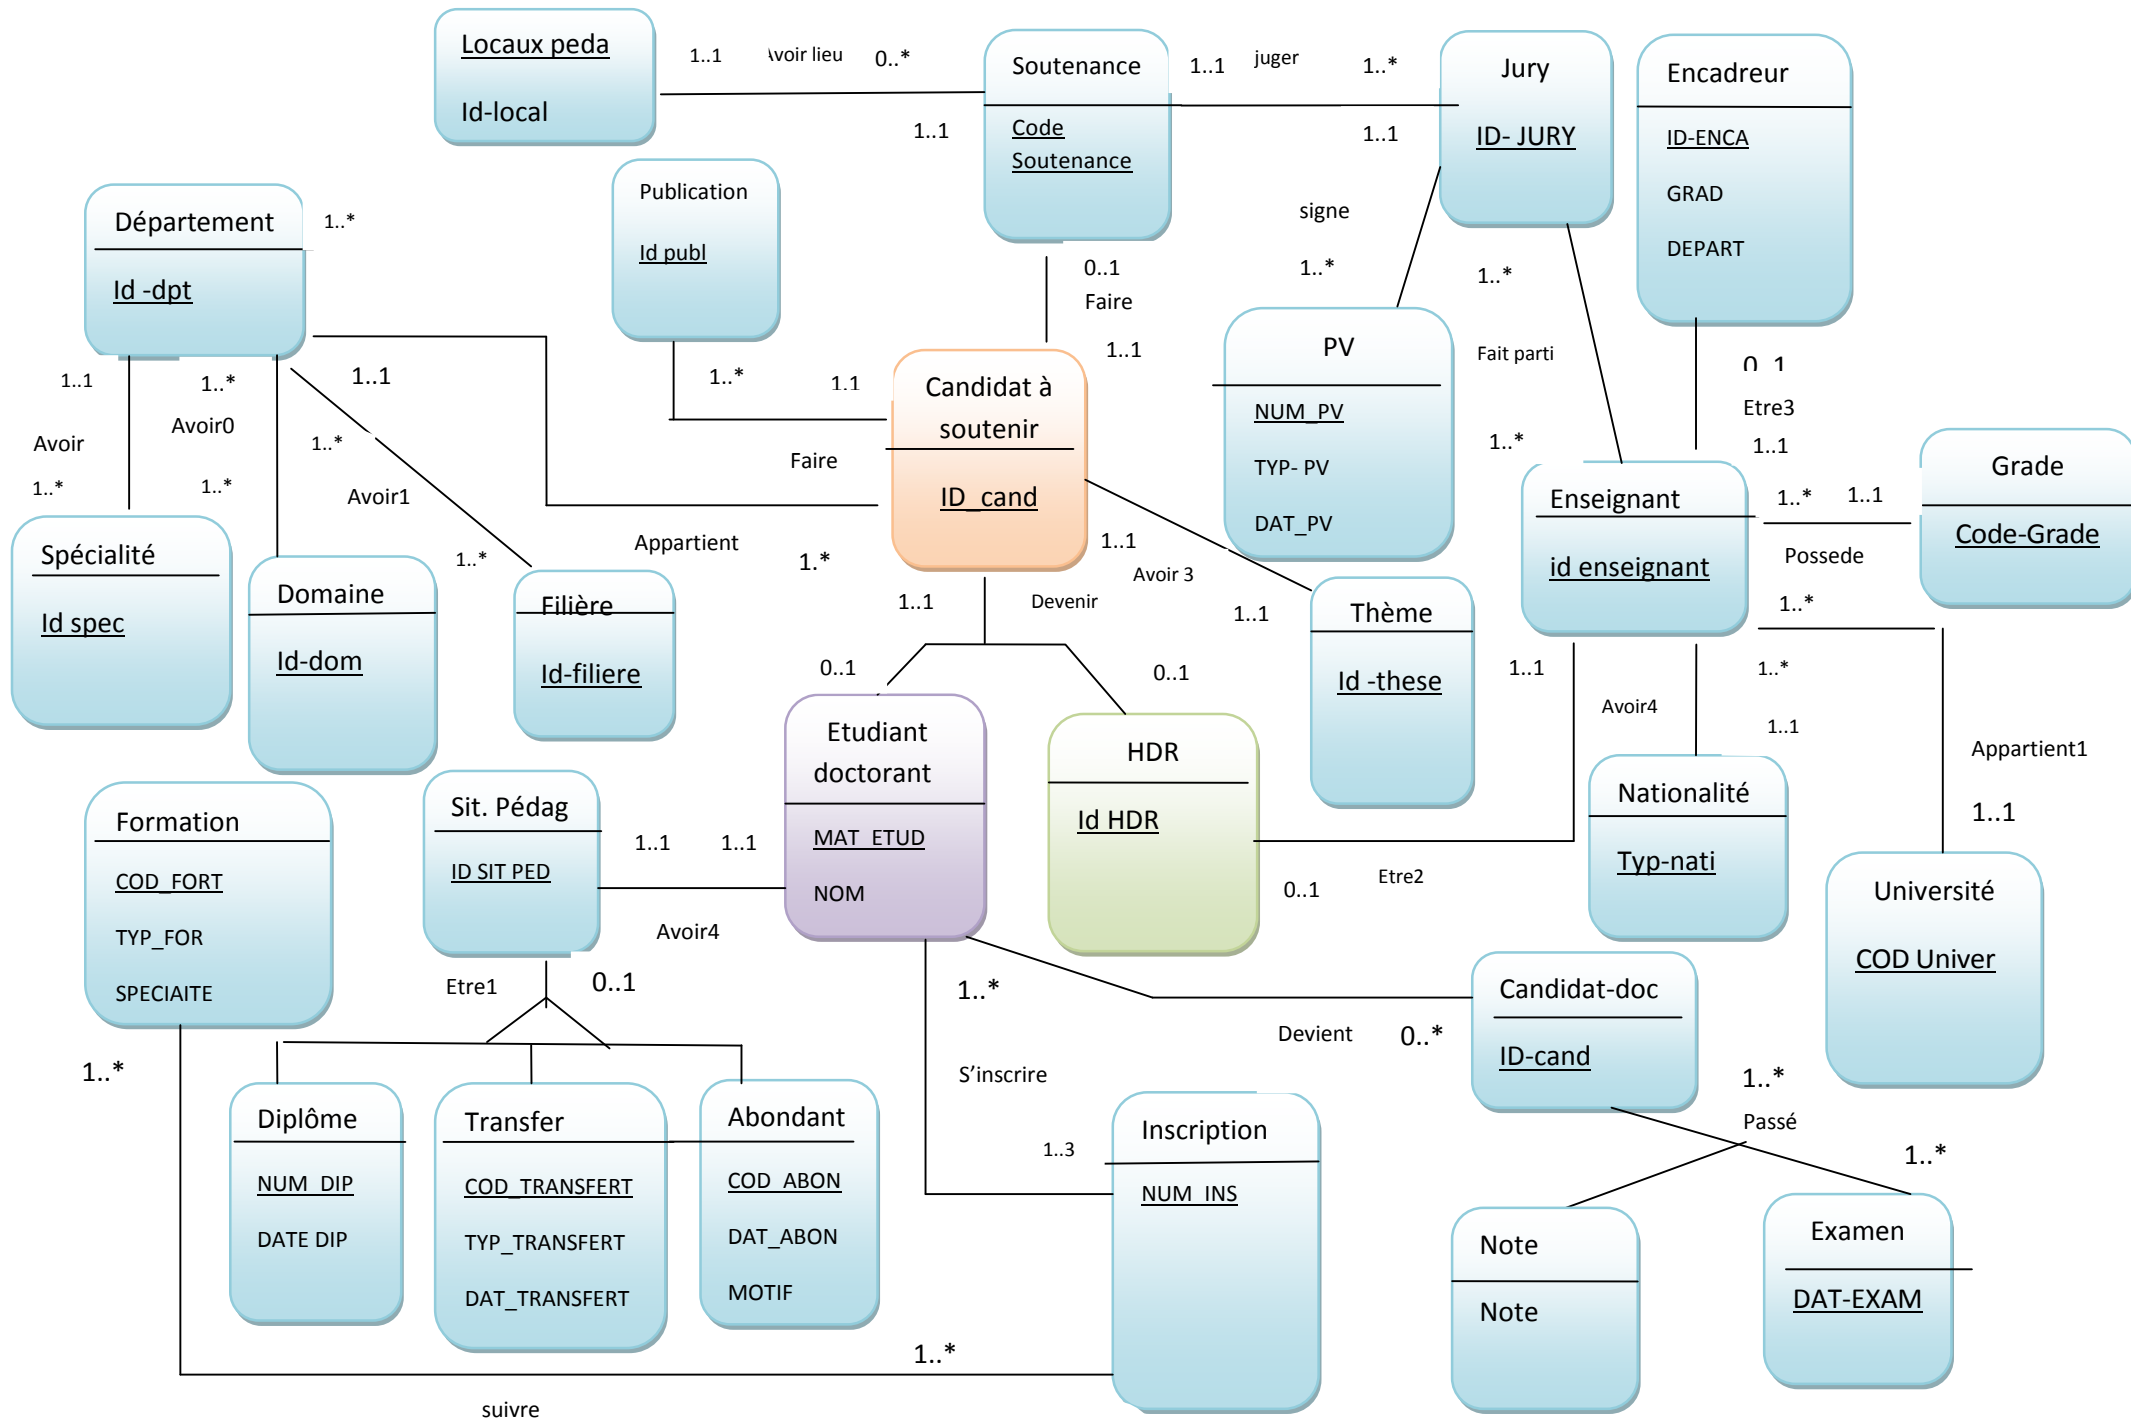 Locaux peda
Id-local
1..1
Avoir lieu
0..*
Soutenance
Code
Soutenance
1..1
juger
1..*
Jury
ID- JURY
Encadreur
ID-ENCA
GRAD
DEPART
1..1
1..1
Publication
Id publ
Département
Id -dpt
1..*
signe
1..*
1..*
0..1
Faire
1..1
PV
NUM_PV
TYP- PV
DAT_PV
Fait parti
1..*
0 1
Etre3
1..1
1..1
1..*
1..1
1..*
1..1
Candidat à
soutenir
ID_cand
Avoir
Avoir0
1..*
Faire
1..*
1..*
Avoir1
Grade
Code-Grade
Enseignant
id enseignant
1..*
1..1
Possede
1..*
Spécialité
Id spec
Domaine
Id-dom
1..*
Filière
Id-filiere
Appartient
1.*
1..1
Avoir 3
1..1
Devenir
1..1
Thème
Id -these
0..1
0..1
1..1
1..*
Avoir4
1..1
Appartient1
1..1
Etudiant
doctorant
MAT_ETUD
NOM
HDR
Id HDR
Nationalité
Typ-nati
Université
COD Univer
Formation
COD_FORT
TYP_FOR
SPECIAITE
Sit. Pédag
ID SIT PED
1..1
1..1
Avoir4
0..1
Etre2
Etre1
0..1
1..*
Candidat-doc
ID-cand
Devient
0..*
1..*
S’inscrire
1..*
Passé
1..*
Diplôme
NUM_DIP
DATE DIP
Transfer
COD_TRANSFERT
TYP_TRANSFERT
DAT_TRANSFERT
Abondant
COD_ABON
DAT_ABON
MOTIF
1..3
Inscription
NUM_INS
Note
Note
Examen
DAT-EXAM
1..*
suivre